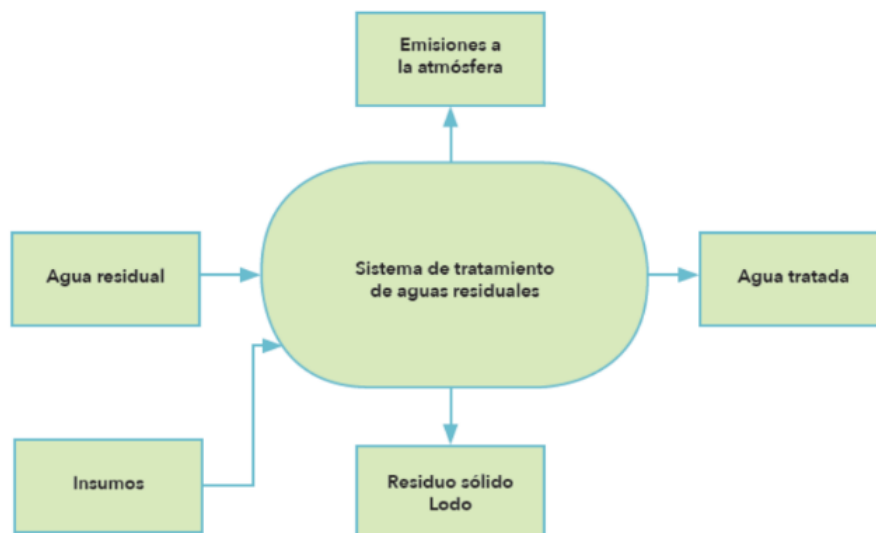 Emisiones a
la atmósfera
Agua residual
Sistema de tratamiento
de aguas residuales
Agua tratada
Insumos
Residuo sólido
Lodo